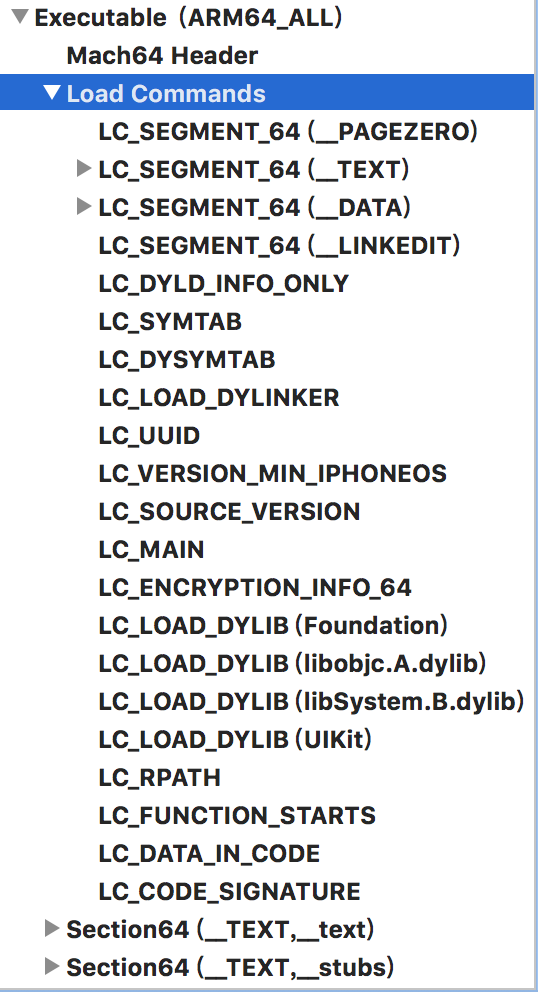 Executable (ARM64_ALL)
Mach64 Header
Load Commands
LC_SEGMENT_64 (__PAGEZERO)
LC_SEGMENT_64 (__TEXT)
LC_SEGMENT_64 (__DATA)
LC_SEGMENT_64 (__LINKEDIT)
LC_DYLD_INFO_ONLY
LC_SYMTAB
LC_DYSYMTAB
LC_LOAD_DYLINKER
LC_UUID
LC_VERSION_MIN_IPHONEOS
LC_SOURCE_VERSION
LC_MAIN
LC_ENCRYPTION_INFO_64
LC_LOAD_DYLIB (Foundation)
LC_LOAD_DYLIB (libobjc.A.dylib)
LC_LOAD_DYLIB (libSystem.B.dylib)
LC_LOAD_DYLIB (UIKit)
LC_RPATH
LC_FUNCTION_STARTS
LC_DATA_IN_CODE
LC_CODE_SIGNATURE
Section64 (__TEXT,__text)
Section64 (__TEXT,__stubs)